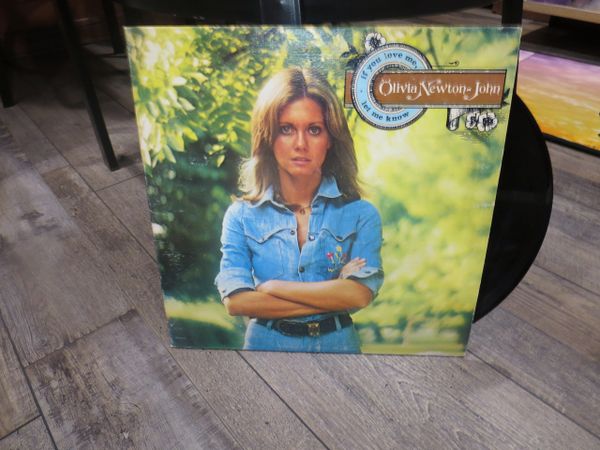 if you love me,
Olivia Newton-John
let me know